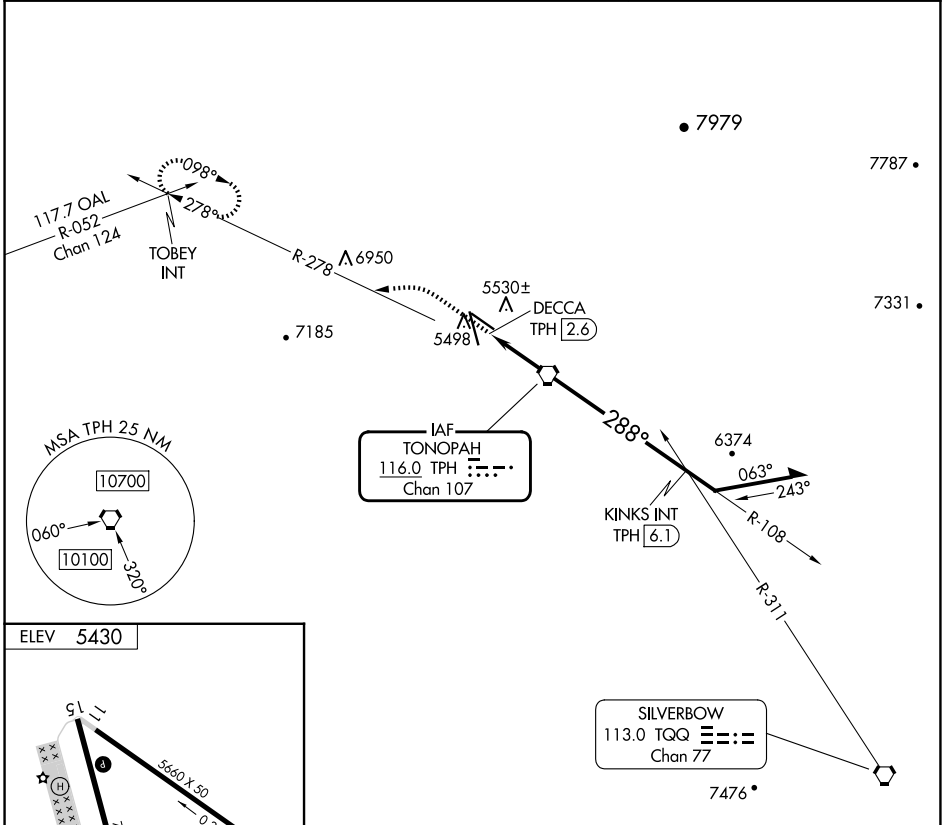 7979
7787
098°
278°
117.7 OAL
R-052
Chan 124
TOBEY
INT
R-278
6950
5530±
DECCA
TPH 2.6
7331
5498
7185
IAF
TONOPAH
116.0 TPH
Chan 107
288°
6374
063°
243°
KINKS INT
TPH 6.1
R-108
R-311
MSA TPH 25 NM
10700
060°
10100
320°
ELEV 5430
15
11
P
5660 X 50
H
SILVERBOW
113.0 TQQ
Chan 77
7476